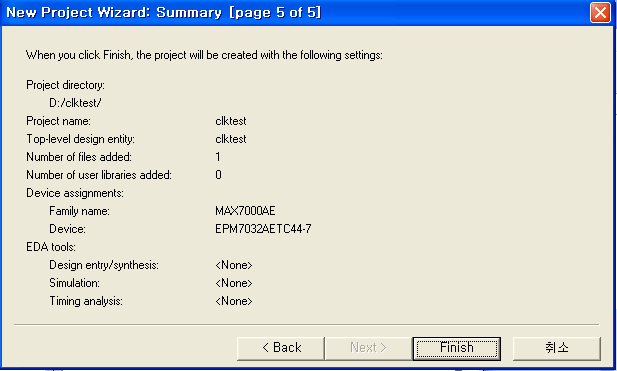 New Project Wizard: Summary [page 5 of 5]
When you click Finish, the project will be created with the following settings:
Project directory:
D:/clktest/
Project name: clktest
Top-level design entity: clktest
Number of files added: 1
Number of user libraries added: 0
Device assignments:
Family name: MAX7000AE
Device: EPM7032AETC44-7
EDA tools:
Design entry/synthesis: <None>
Simulation: <None>
Timing analysis: <None>
< Back Next > Finish 취소